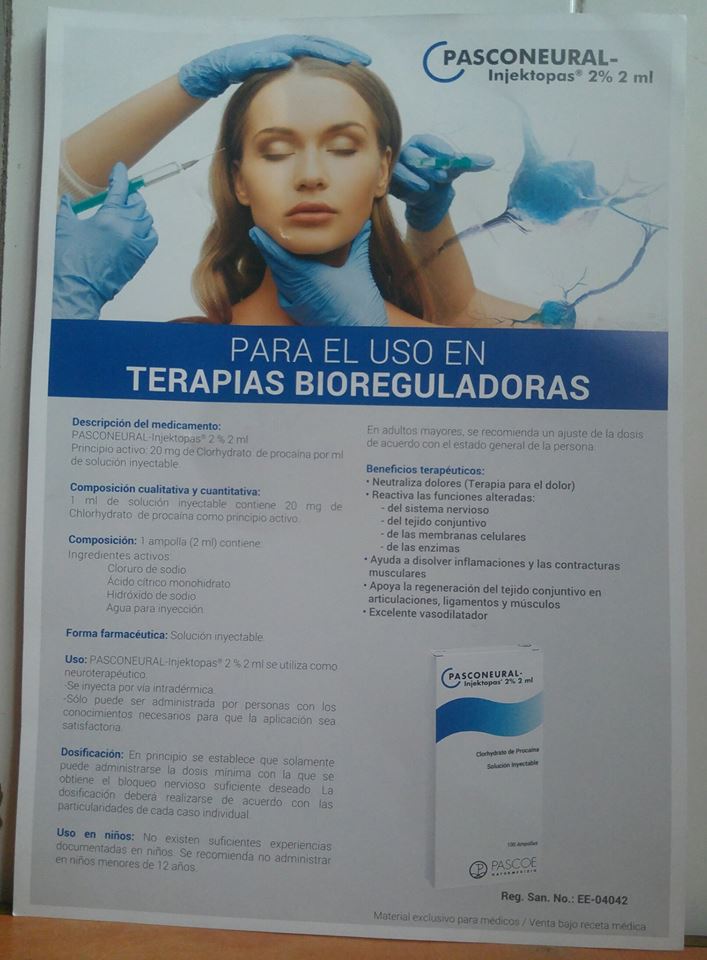 PASCONEURAL-
Injektopas® 2% 2 ml
PARA EL USO EN
TERAPIAS BIOREGULADORAS
Descripción del medicamento:
PASCONEURAL-Injektopas® 2 % 2 ml
Principio activo: 20 mg de Clorhydrato de procaína por ml
de solución inyectable.
Composición cualitativa y cuantitativa:
1 ml de solución inyectable contiene 20 mg de
Chlorhydrato de procaína como principio activo.
Composición: 1 ampolla (2 ml) contiene:
Ingredientes activos:
Cloruro de sodio
Ácido cítrico monohidrato
Hidróxido de sodio
Agua para inyección.
Forma farmacéutica: Solución inyectable.
Uso: PASCONEURAL-Injektopas® 2 % 2 ml se utiliza como
neuroterapéutico.
-Se inyecta por vía intradérmica.
-Sólo puede ser administrada por personas con los
conocimientos necesarios para que la aplicación sea
satisfactoria.
Dosificación: En principio se establece que solamente
puede administrarse la dosis mínima con la que se
obtiene el bloqueo nervioso suficiente deseado. La
dosificación deberá realizarse de acuerdo con las
particularidades de cada caso individual.
Uso en niños: No existen suficientes experiencias
documentadas en niños. Se recomienda no administrar
en niños menores de 12 años.
En adultos mayores, se recomienda un ajuste de la dosis
de acuerdo con el estado general de la persona.
Beneficios terapéuticos:
• Neutraliza dolores (Terapia para el dolor)
• Reactiva las funciones alteradas:
- del sistema nervioso
- del tejido conjuntivo
- de las membranas celulares
- de las enzimas
• Ayuda a disolver inflamaciones y las contracturas
musculares
• Apoya la regeneración del tejido conjuntivo en
articulaciones, ligamentos y músculos
• Excelente vasodilatador
PASCONEURAL-
Injektopas® 2% 2 ml
Clorhydrato de Procaína
Solución Inyectable
100 Ampollas
PASCOE
NATURMEDIZIN
Reg. San. No.: EE-04042
Material exclusivo para médicos / Venta bajo receta médica